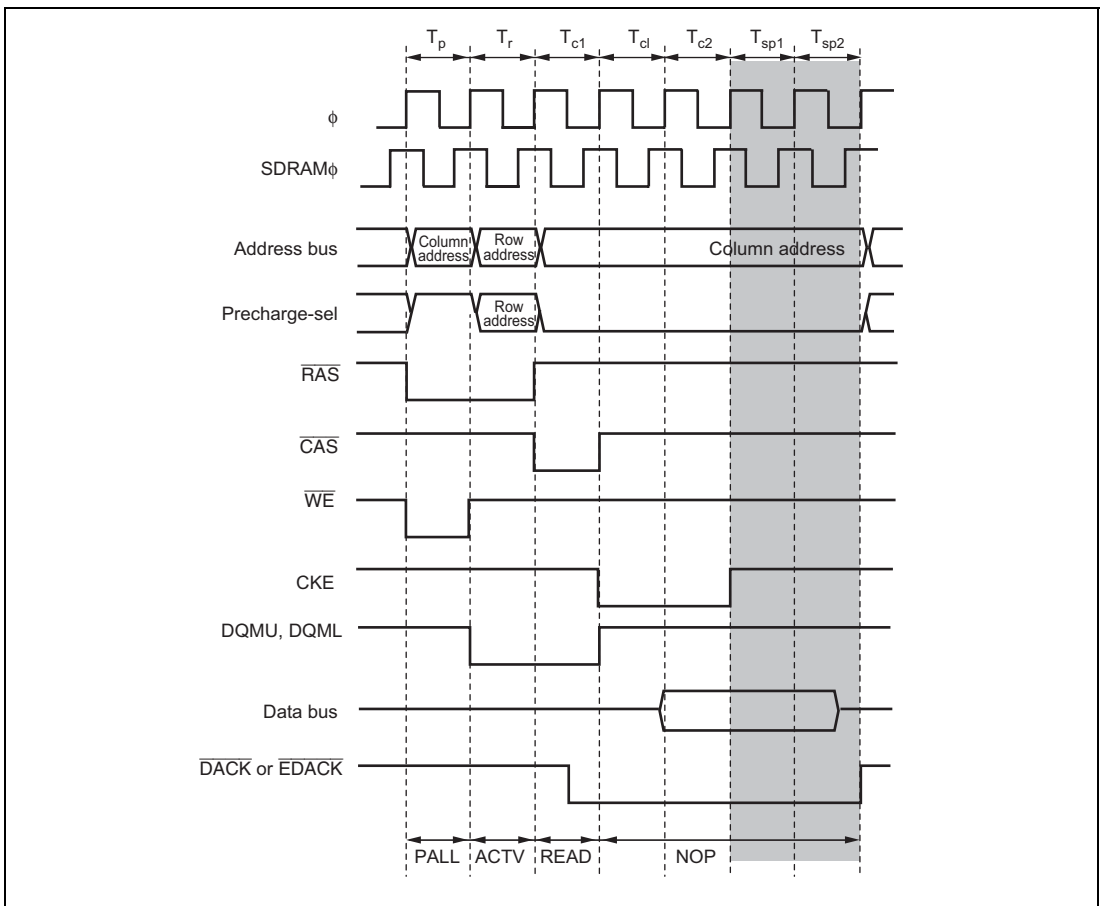 Tp Tr Tc1 Tcl Tc2 Tsp1 Tsp2
ϕ
SDRAMϕ
Address bus
Column address
Row address
Column address
Precharge-sel
Row address
RAS
CAS
WE
CKE
DQMU, DQML
Data bus
DACK or EDACK
PALL ACTV READ NOP